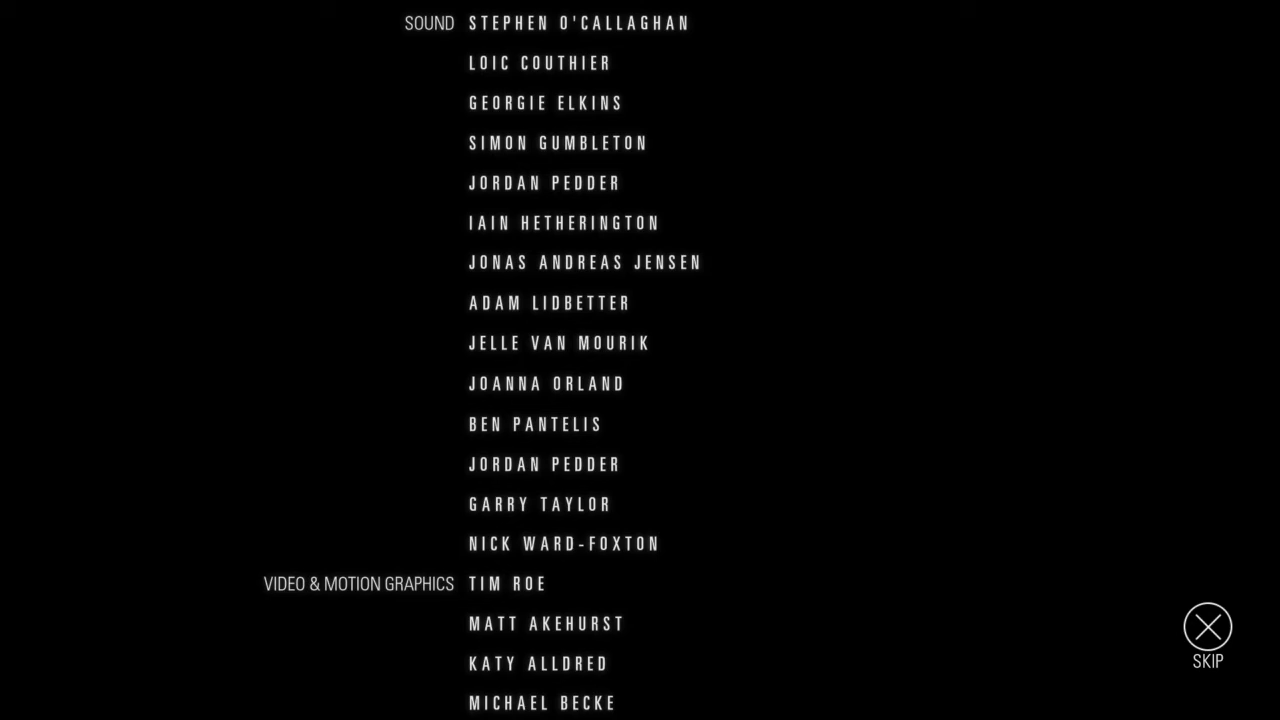 SOUND STEPHEN O'CALLAGHAN
LOIC COUTHIER
GEORGIE ELKINS
SIMON GUMBLETON
JORDAN PEDDER
IAIN HETHERINGTON
JONAS ANDREAS JENSEN
ADAM LIDBETTER
JELLE VAN MOURIK
JOANNA ORLAND
BEN PANTELIS
JORDAN PEDDER
GARRY TAYLOR
NICK WARD-FOXTON
VIDEO & MOTION GRAPHICS TIM ROE
MATT AKEHURST
KATY ALLDRED
MICHAEL BECKE
SKIP